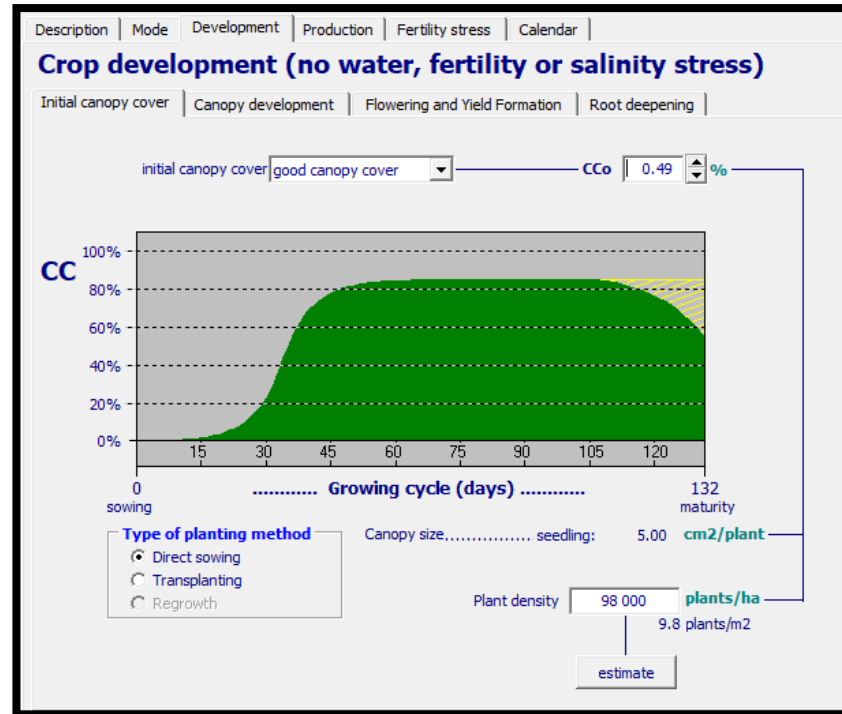 Description Mode Development Production Fertility stress Calendar
Crop development (no water, fertility or salinity stress)
Initial canopy cover Canopy development Flowering and Yield Formation Root deepening
initial canopy cover good canopy cover CCo 0.49 %
CC
100%
80%
60%
40%
20%
0%
15 30 45 60 75 90 105 120
0 ............ Growing cycle (days) ............ 132
sowing maturity
Type of planting method
Direct sowing
Transplanting
Regrowth
Canopy size................ seedling: 5.00 cm2/plant
Plant density 98 000 plants/ha
9.8 plants/m2
estimate